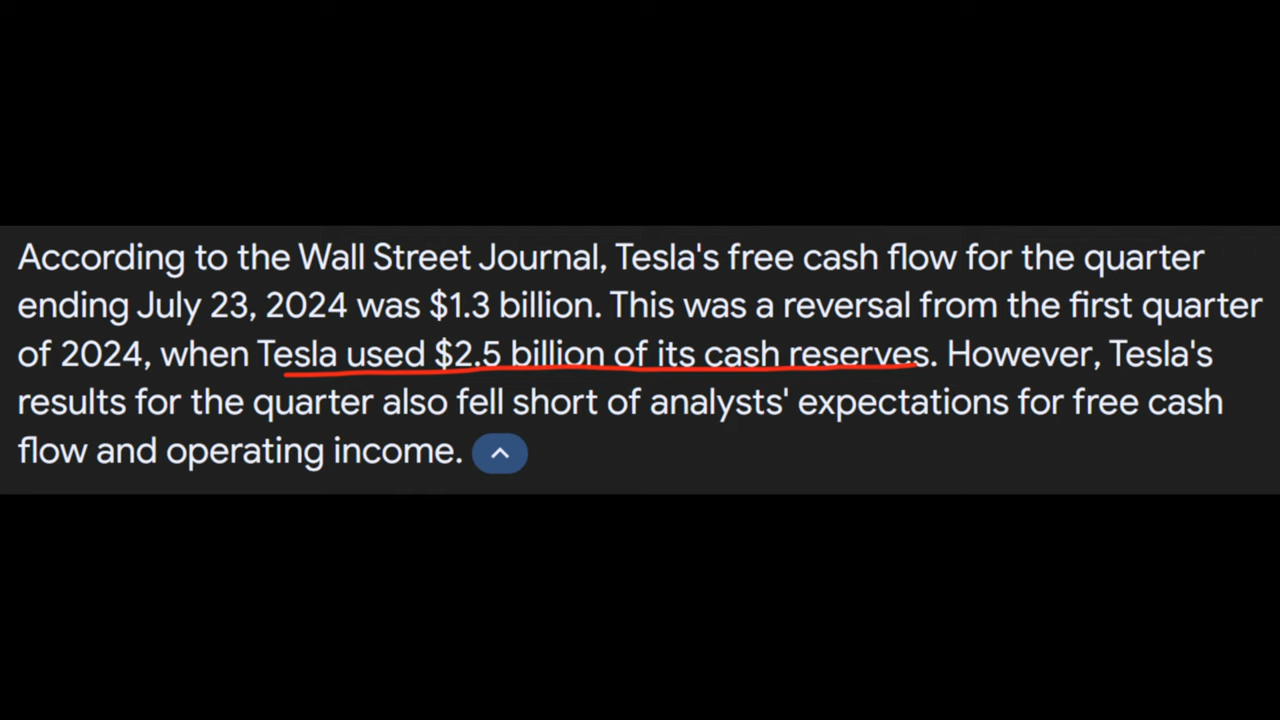 According to the Wall Street Journal, Tesla's free cash flow for the quarter
ending July 23, 2024 was $1.3 billion. This was a reversal from the first quarter
of 2024, when Tesla used $2.5 billion of its cash reserves. However, Tesla's
results for the quarter also fell short of analysts' expectations for free cash
flow and operating income.